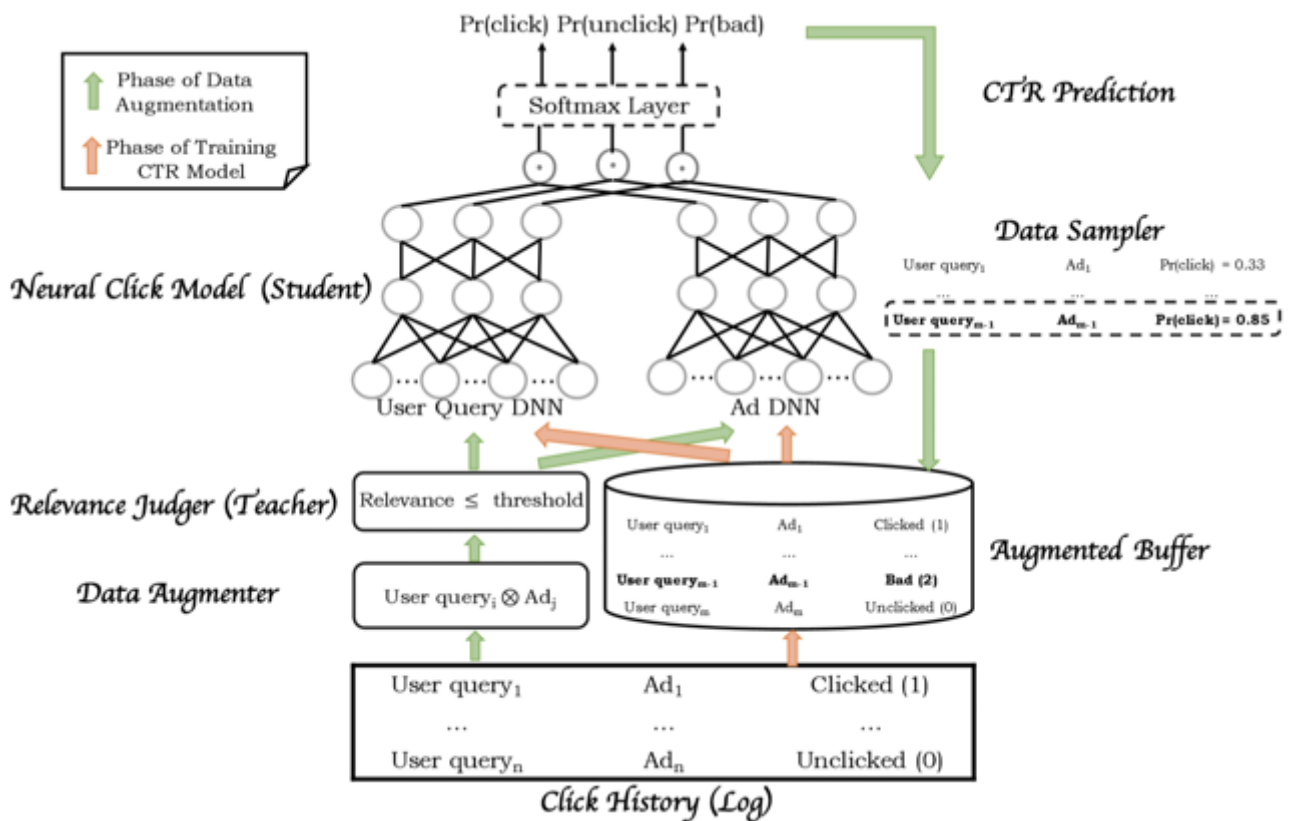 Pr(click) Pr(unclick) Pr(bad)
Phase of Data
Augmentation
Phase of Training
CTR Model
Softmax Layer
CTR Prediction
Neural Click Model (Student)
Data Sampler
User query₁ Ad₁ Pr(click) = 0.33
... ... ...
User queryₘ₋₁ Adₘ₋₁ Pr(click) = 0.85
... ... ...
... ... ...
User Query DNN
Ad DNN
Relevance Judger (Teacher)
Relevance ≤ threshold
Data Augmenter
User queryᵢ ⊗ Adⱼ
User query₁ Ad₁ Clicked (1)
... ... ...
User queryₘ₋₁ Adₘ₋₁ Bad (2)
User queryₘ Adₘ Unclicked (0)
Augmented Buffer
User query₁ Ad₁ Clicked (1)
... ... ...
User queryₙ Adₙ Unclicked (0)
Click History (Log)